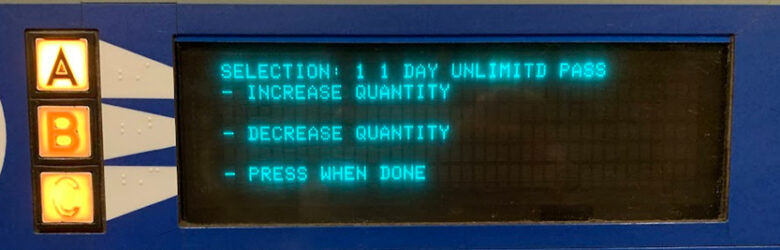 SELECTION: 1 1 DAY UNLIMITD PASS
A - INCREASE QUANTITY
B - DECREASE QUANTITY
C - PRESS WHEN DONE